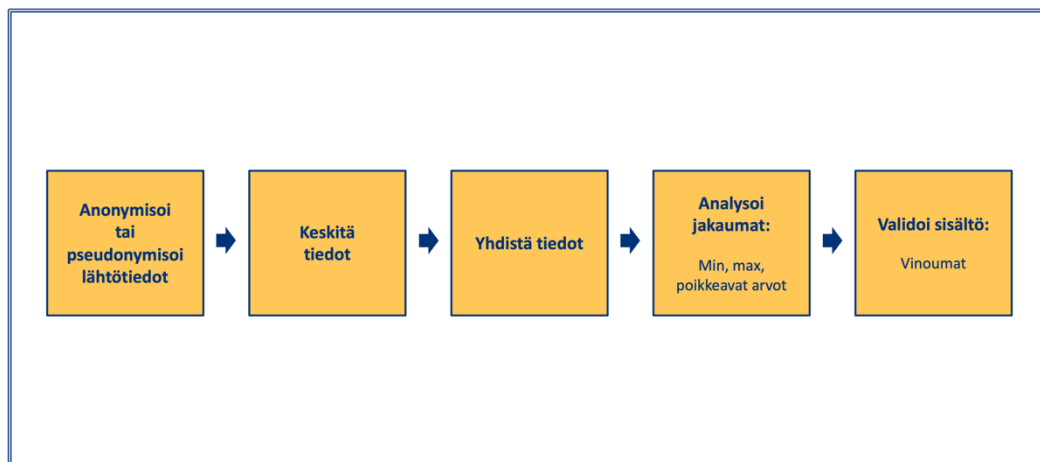 Anonymisoi
tai
pseudonymisoi
lähtötiedot
Keskitä
tiedot
Yhdistä tiedot
Analysoi
jakaumat:
Min, max,
poikkeavat arvot
Validoi sisältö:
Vinoumat